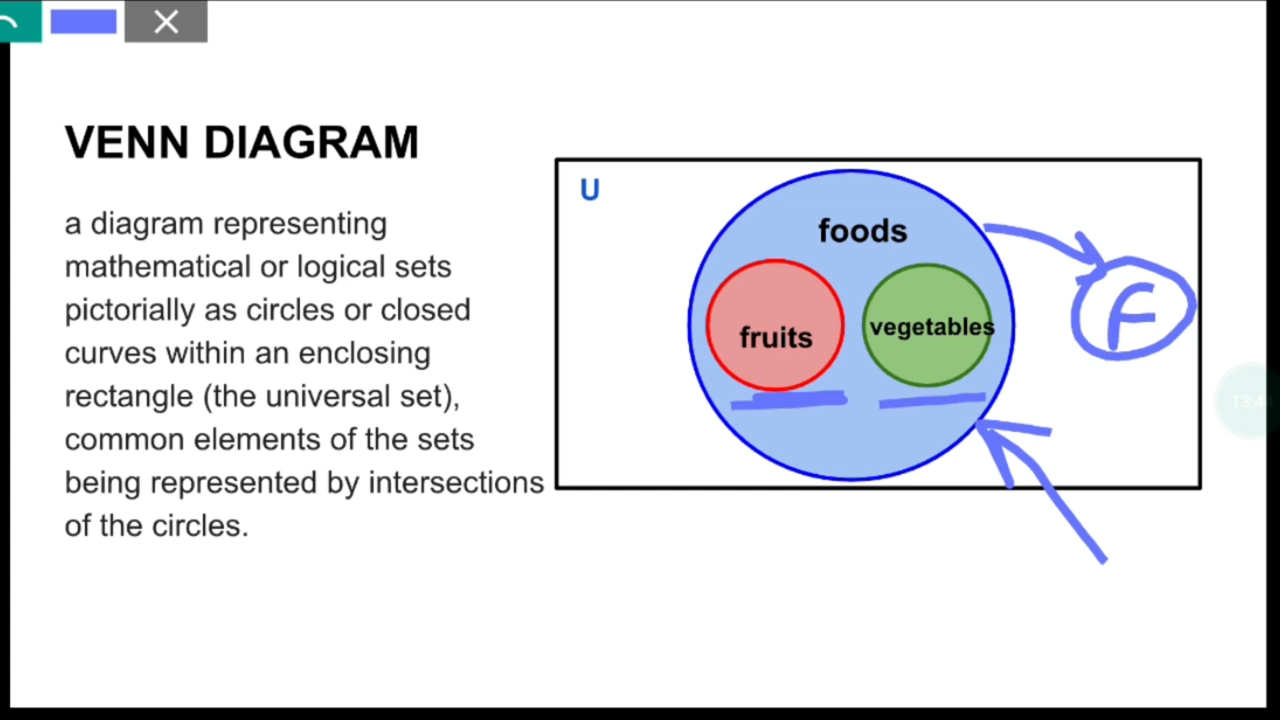 VENN DIAGRAM
a diagram representing
mathematical or logical sets
pictorially as circles or closed
curves within an enclosing
rectangle (the universal set),
common elements of the sets
being represented by intersections
of the circles.
U
foods
fruits
vegetables
F